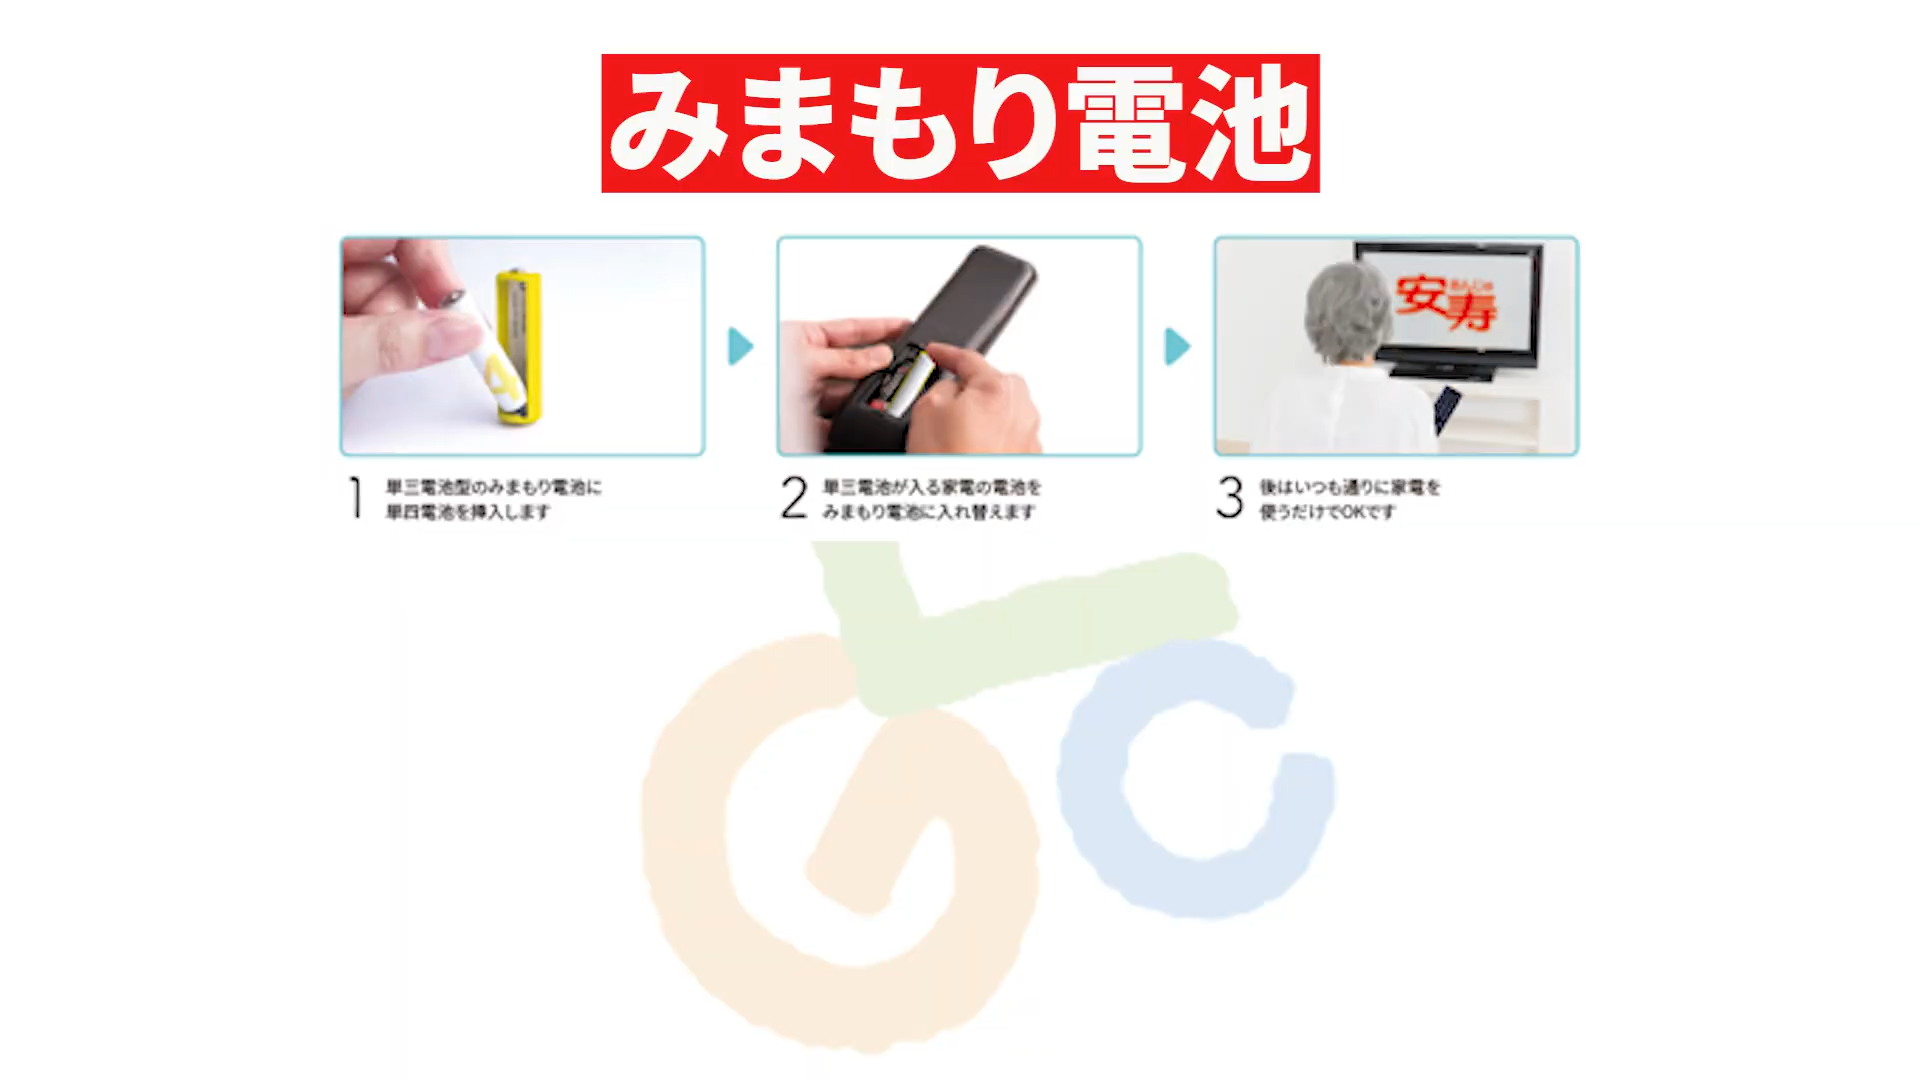 みまもり電池
安寿
あんじゅ
1 単三電池型のみまもり電池に
単四電池を挿入します
2 単三電池が入る家電の電池を
みまもり電池に入れ替えます
3 後はいつも通りに家電を
使うだけでOKです